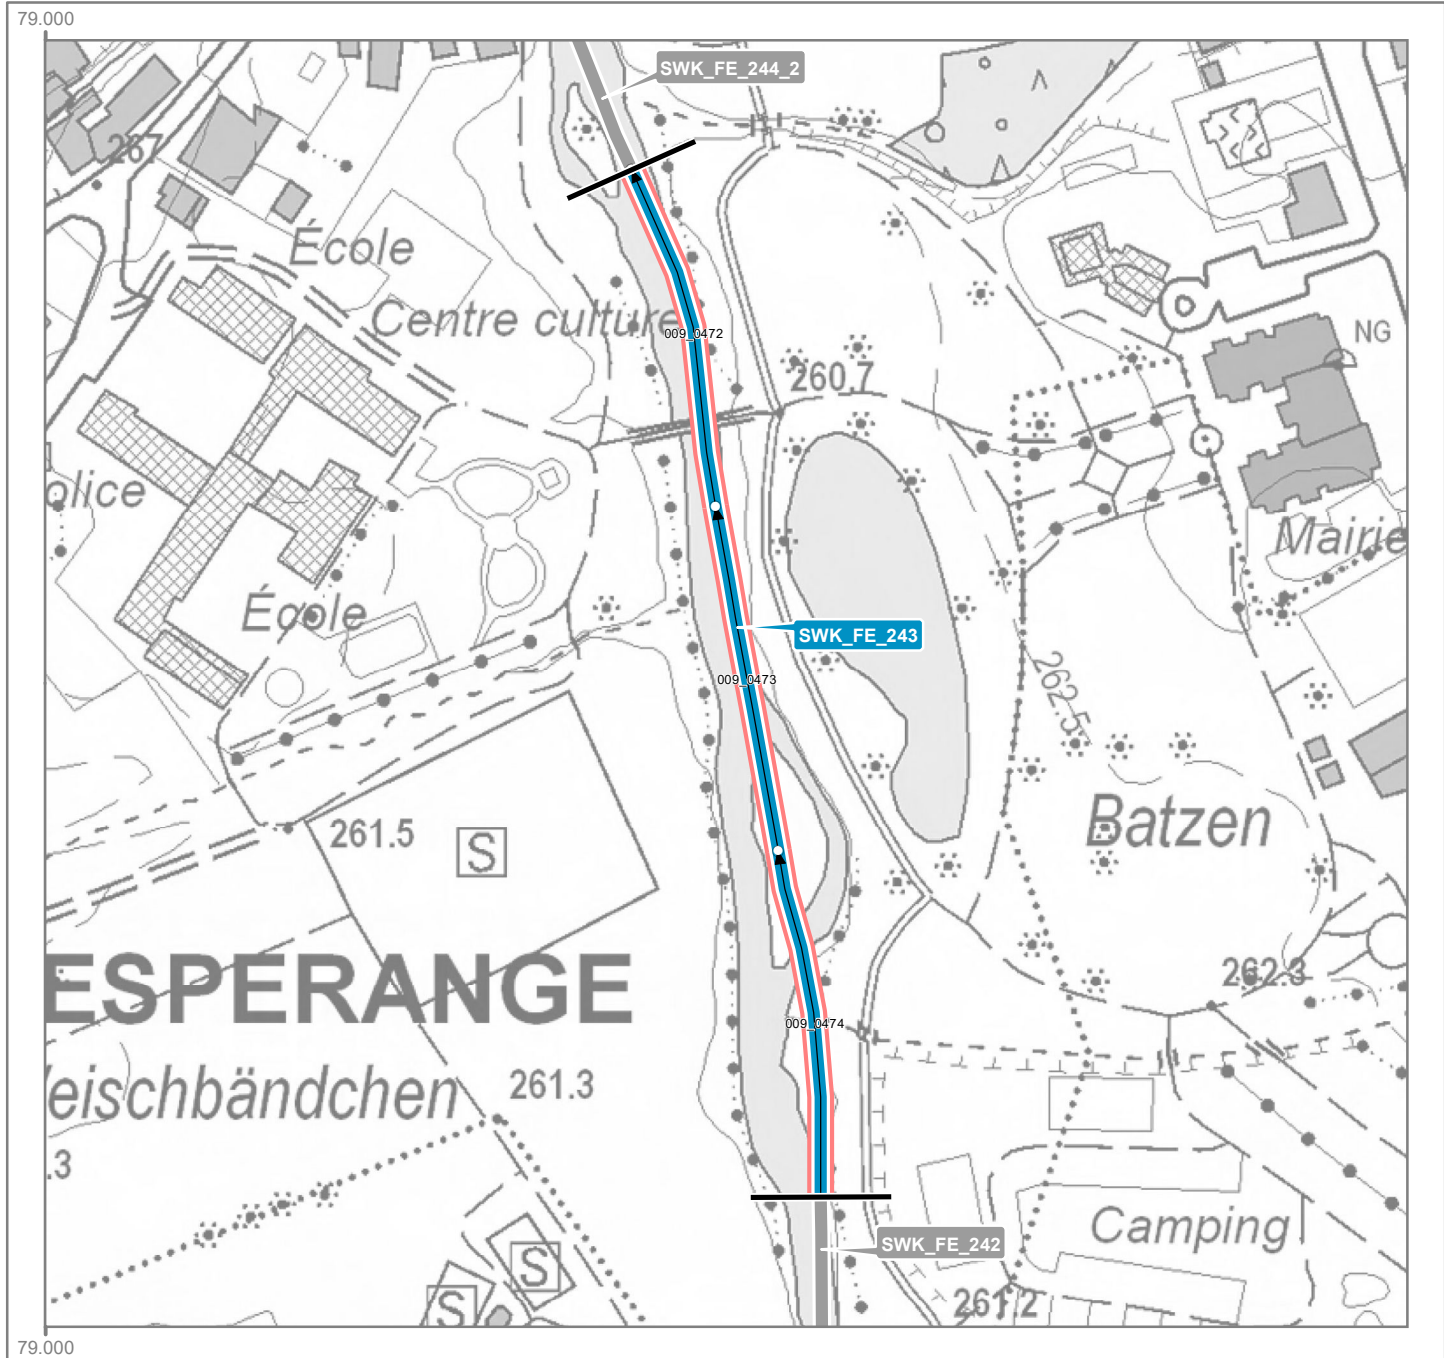 79.000
SWK_FE_244_2
267
École
Centre culture
009_0472
NG
260.7
olice
Mairie
École
SWK_FE_243
262.5
009_0473
Batzen
261.5
S
ESPERANGE
262.3
009_0474
eischbändchen
261.3
.3
Camping
SWK_FE_242
S
S
261.2
79.000